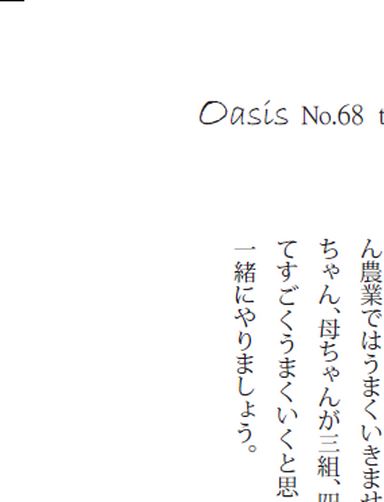 Oasis No.68 t
ん農業ではうまくいきませ
ちゃん、母ちゃんが三組、四
てすごくうまくいくと思
一緒にやりましょう。